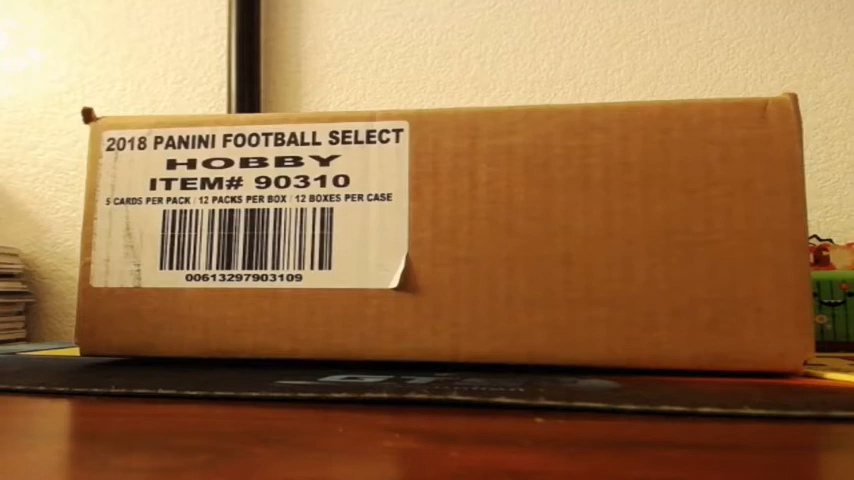 2018 PANINI FOOTBALL SELECT
HOBBY
ITEM# 90310
5 CARDS PER PACK / 12 PACKS PER BOX / 12 BOXES PER CASE
00613297903109